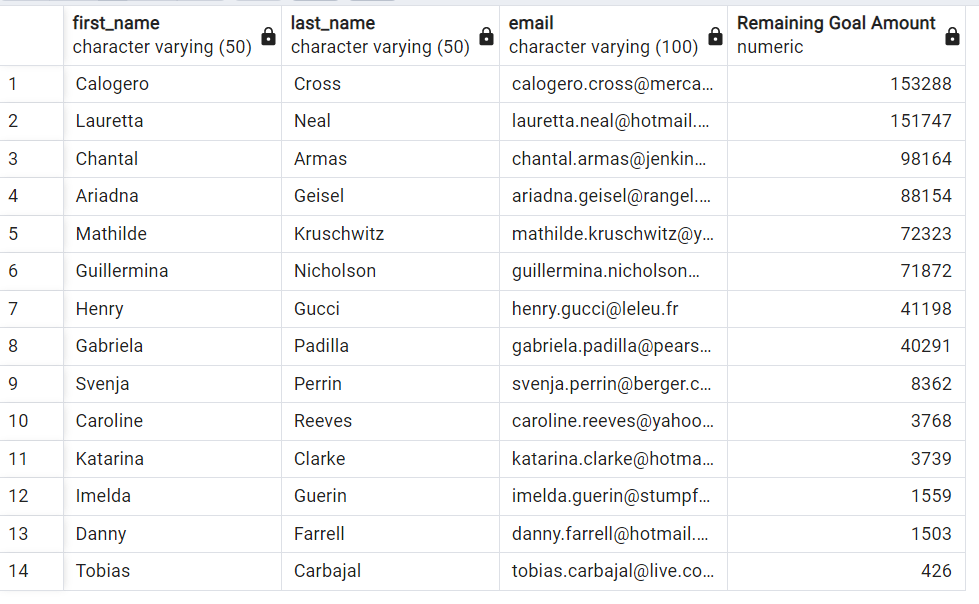 first_name last_name email Remaining Goal Amount
character varying (50) character varying (50) character varying (100) numeric
1 Calogero Cross calogero.cross@merca... 153288
2 Lauretta Neal lauretta.neal@hotmail.... 151747
3 Chantal Armas chantal.armas@jenkin... 98164
4 Ariadna Geisel ariadna.geisel@rangel.... 88154
5 Mathilde Kruschwitz mathilde.kruschwitz@y... 72323
6 Guillermina Nicholson guillermina.nicholson... 71872
7 Henry Gucci henry.gucci@leleu.fr 41198
8 Gabriela Padilla gabriela.padilla@pears... 40291
9 Svenja Perrin svenja.perrin@berger.c... 8362
10 Caroline Reeves caroline.reeves@yahoo... 3768
11 Katarina Clarke katarina.clarke@hotma... 3739
12 Imelda Guerin imelda.guerin@stumpf... 1559
13 Danny Farrell danny.farrell@hotmail.... 1503
14 Tobias Carbajal tobias.carbajal@live.co... 426